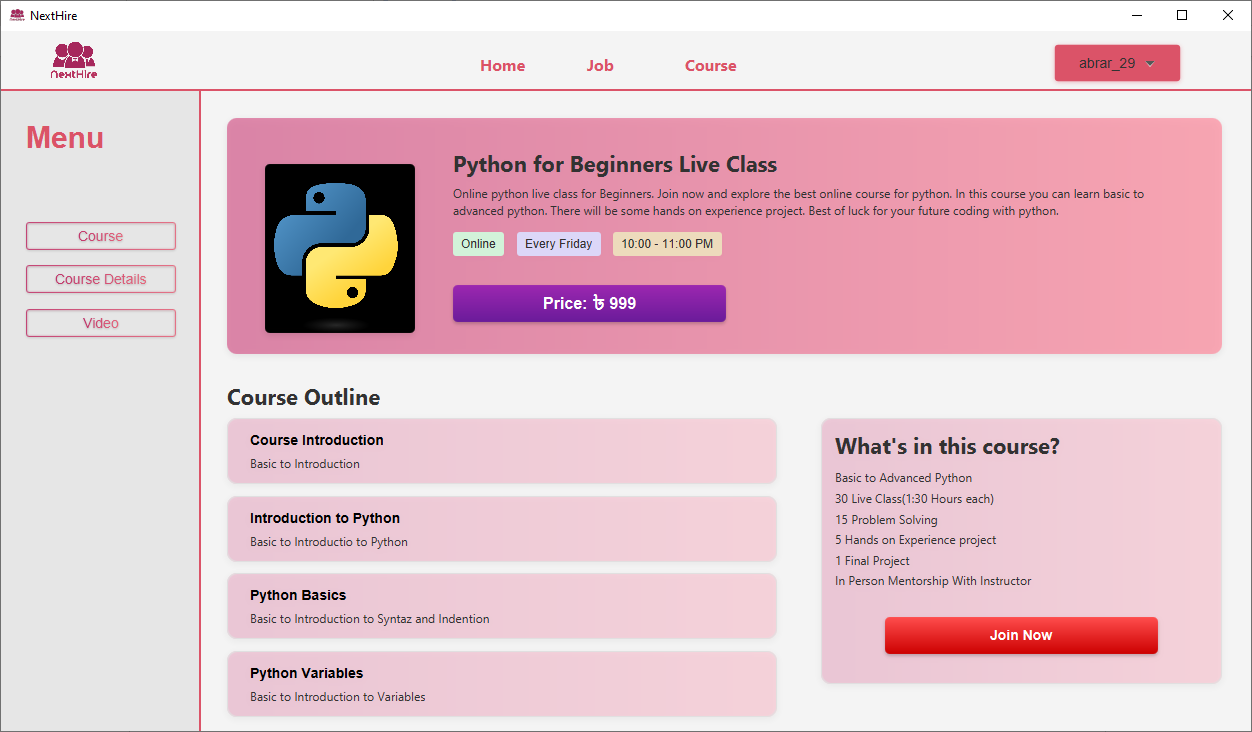 NextHire
NextHire
Home
Job
Course
abrar_29
Menu
Course
Course Details
Video
Python for Beginners Live Class
Online python live class for Beginners. Join now and explore the best online course for python. In this course you can learn basic to
advanced python. There will be some hands on experience project. Best of luck for your future coding with python.
Online
Every Friday
10:00 - 11:00 PM
Price: ৳ 999
Course Outline
Course Introduction
Basic to Introduction
Introduction to Python
Basic to Introductio to Python
Python Basics
Basic to Introduction to Syntaz and Indention
Python Variables
Basic to Introduction to Variables
What's in this course?
Basic to Advanced Python
30 Live Class(1:30 Hours each)
15 Problem Solving
5 Hands on Experience project
1 Final Project
In Person Mentorship With Instructor
Join Now